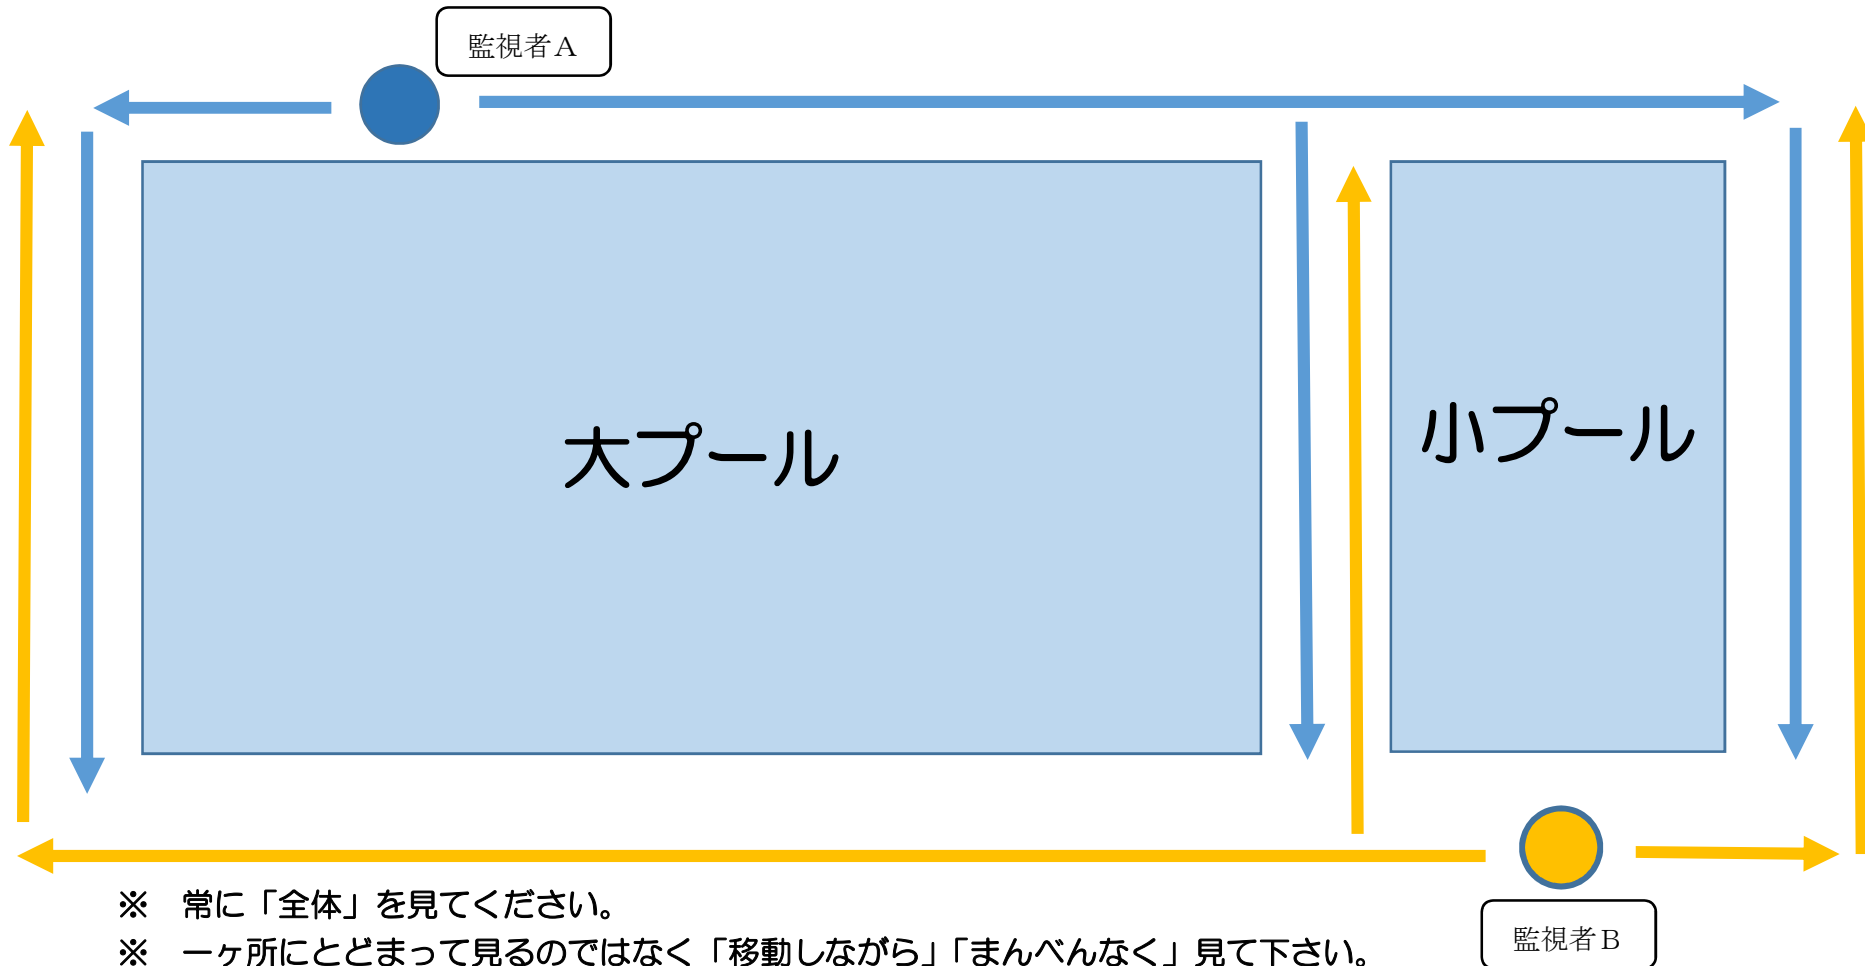 監視者A
大プール
小プール
※ 常に「全体」を見てください。
※ 一ヶ所にとどまって見るのではなく「移動しながら」「まんべんなく」見て下さい。
監視者B